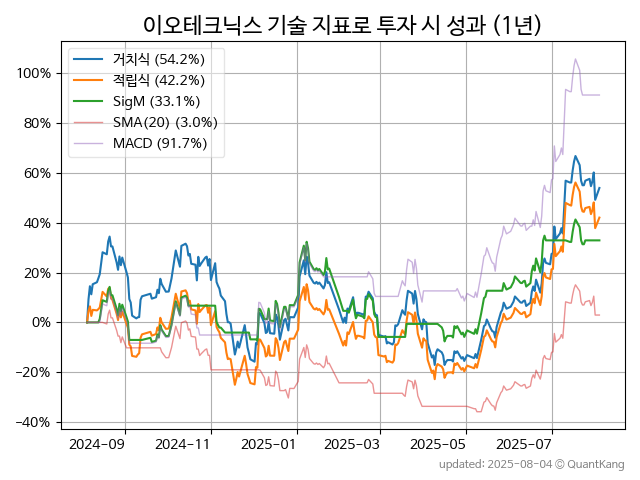 이오테크닉스 기술 지표로 투자 시 성과 (1년)
거치식 (54.2%)
적립식 (42.2%)
SigM (33.1%)
SMA(20) (3.0%)
MACD (91.7%)
100%
80%
60%
40%
20%
0%
−20%
−40%
2024-09 2024-11 2025-01 2025-03 2025-05 2025-07
updated: 2025-08-04 © QuantKang